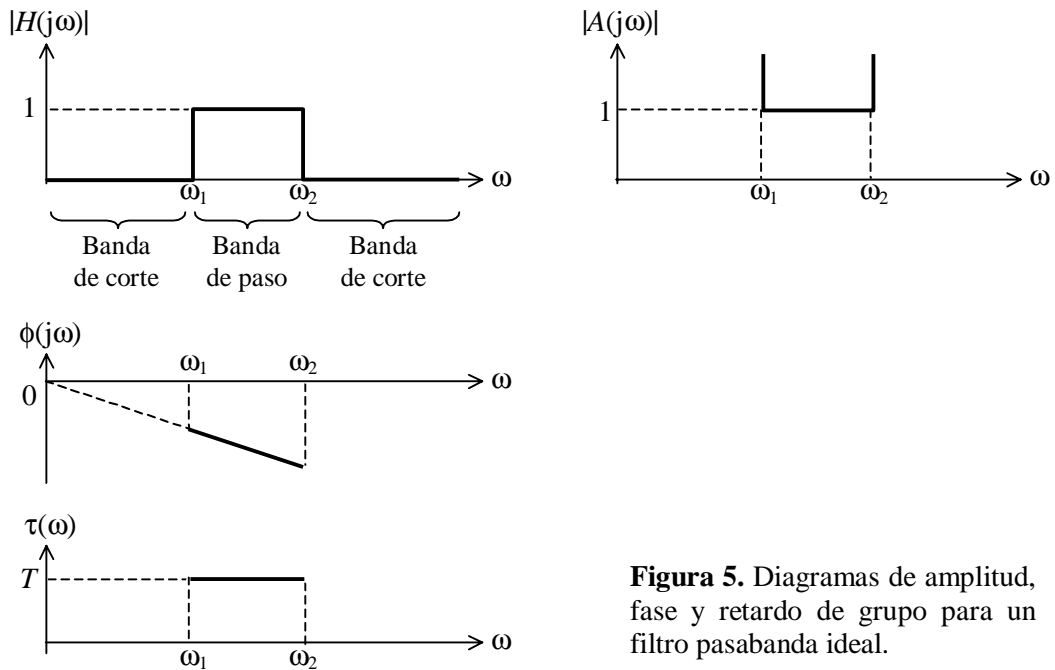 |H(jω)|
1
ω₁ ω₂ ω
Banda de corte
Banda de paso
Banda de corte
|A(jω)|
1
ω₁ ω₂ ω
ϕ(jω)
ω₁ ω₂ ω
0
τ(ω)
T
ω₁ ω₂ ω
Figura 5. Diagramas de amplitud,
fase y retardo de grupo para un
filtro pasabanda ideal.